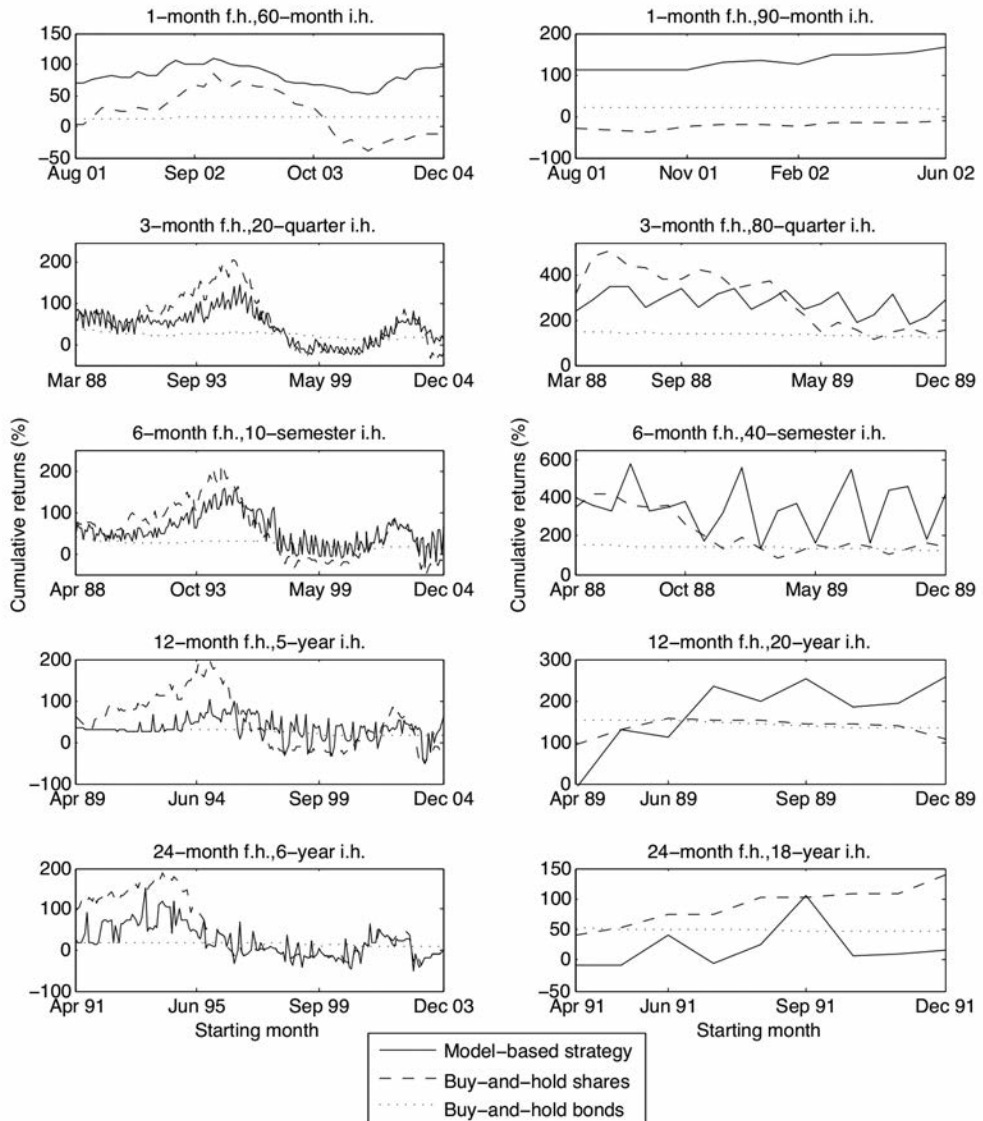 1−month f.h.,60−month i.h.
150
100
50
0
−50
Aug 01 Sep 02 Oct 03 Dec 04
1−month f.h.,90−month i.h.
200
100
0
−100
Aug 01 Nov 01 Feb 02 Jun 02
3−month f.h.,20−quarter i.h.
200
100
0
Mar 88 Sep 93 May 99 Dec 04
3−month f.h.,80−quarter i.h.
400
200
0
Mar 88 Sep 88 May 89 Dec 89
Cumulative returns (%)
6−month f.h.,10−semester i.h.
200
100
0
Apr 88 Oct 93 May 99 Dec 04
Cumulative returns (%)
6−month f.h.,40−semester i.h.
600
400
200
0
Apr 88 Oct 88 May 89 Dec 89
12−month f.h.,5−year i.h.
200
100
0
−100
Apr 89 Jun 94 Sep 99 Dec 04
12−month f.h.,20−year i.h.
300
200
100
0
Apr 89 Jun 89 Sep 89 Dec 89
24−month f.h.,6−year i.h.
200
100
0
−100
Apr 91 Jun 95 Sep 99 Dec 03
Starting month
24−month f.h.,18−year i.h.
150
100
50
0
−50
Apr 91 Jun 91 Sep 91 Dec 91
Starting month
Model−based strategy
Buy−and−hold shares
Buy−and−hold bonds